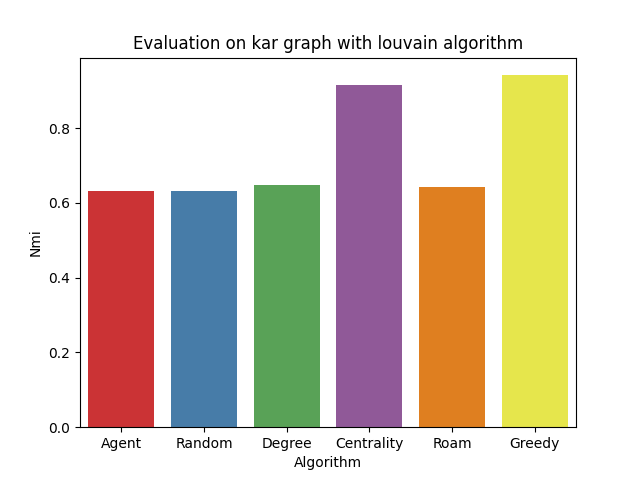 Evaluation on kar graph with louvain algorithm
Nmi
0.8
0.6
0.4
0.2
0.0
Agent Random Degree Centrality Roam Greedy
Algorithm